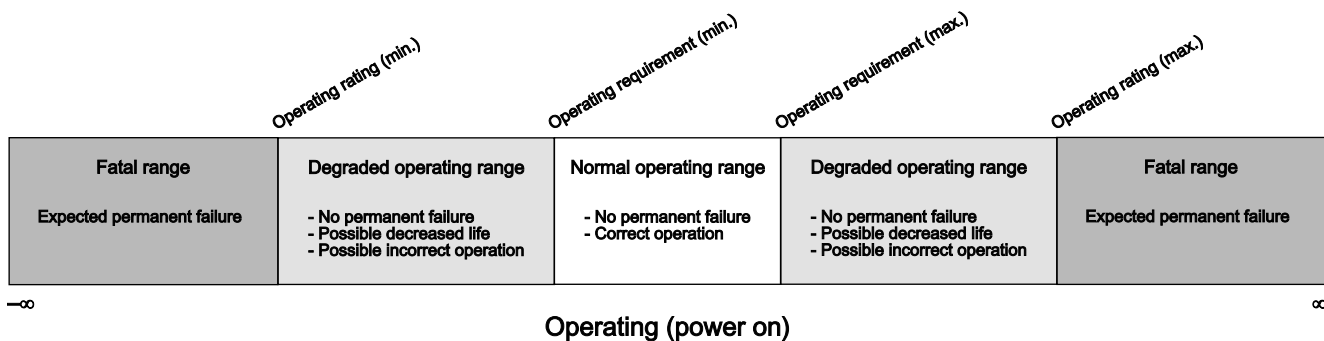 Operating rating (min.)
Operating requirement (min.)
Operating requirement (max.)
Operating rating (max.)
Fatal range
Expected permanent failure
Degraded operating range
- No permanent failure
- Possible decreased life
- Possible incorrect operation
Normal operating range
- No permanent failure
- Correct operation
Degraded operating range
- No permanent failure
- Possible decreased life
- Possible incorrect operation
Fatal range
Expected permanent failure
–∞
∞
Operating (power on)